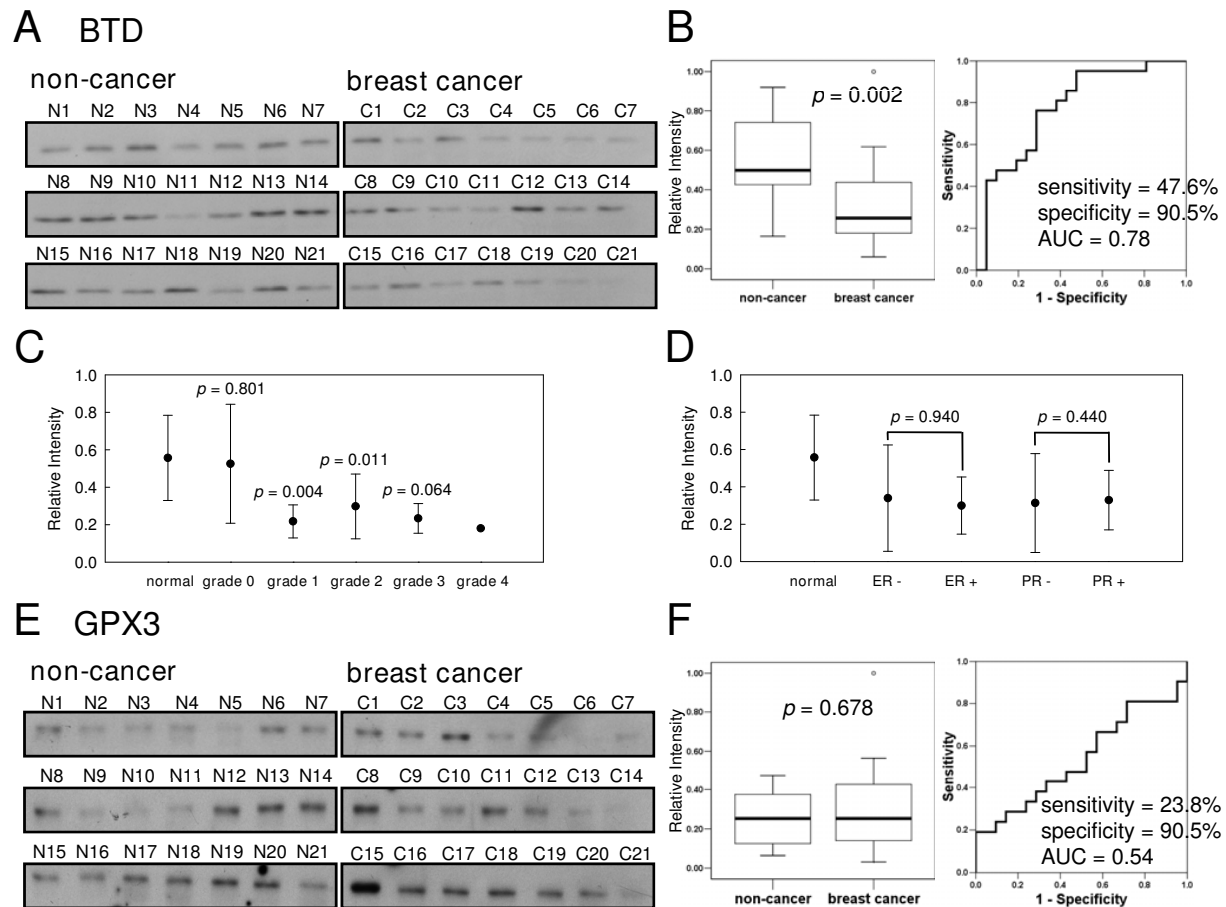 A BTD
non-cancer
breast cancer
N1 N2 N3 N4 N5 N6 N7
C1 C2 C3 C4 C5 C6 C7
N8 N9 N10 N11 N12 N13 N14
C8 C9 C10 C11 C12 C13 C14
N15 N16 N17 N18 N19 N20 N21
C15 C16 C17 C18 C19 C20 C21
B
Relative Intensity
1.00
0.80
0.60
0.40
0.20
0.00
p = 0.002
non-cancer breast cancer
Sensitivity
1.0
0.8
0.6
0.4
0.2
0.0
sensitivity = 47.6%
specificity = 90.5%
AUC = 0.78
0.0 0.2 0.4 0.6 0.8 1.0
1 - Specificity
C
Relative Intensity
1.0
0.8
0.6
0.4
0.2
0.0
p = 0.801
p = 0.004
p = 0.011
p = 0.064
normal grade 0 grade 1 grade 2 grade 3 grade 4
D
Relative Intensity
1.0
0.8
0.6
0.4
0.2
0.0
p = 0.940
p = 0.440
normal ER - ER + PR - PR +
E GPX3
non-cancer
breast cancer
N1 N2 N3 N4 N5 N6 N7
C1 C2 C3 C4 C5 C6 C7
N8 N9 N10 N11 N12 N13 N14
C8 C9 C10 C11 C12 C13 C14
N15 N16 N17 N18 N19 N20 N21
C15 C16 C17 C18 C19 C20 C21
F
Relative Intensity
1.00
0.80
0.60
0.40
0.20
0.00
p = 0.678
non-cancer breast cancer
Sensitivity
1.0
0.8
0.6
0.4
0.2
0.0
sensitivity = 23.8%
specificity = 90.5%
AUC = 0.54
0.0 0.2 0.4 0.6 0.8 1.0
1 - Specificity